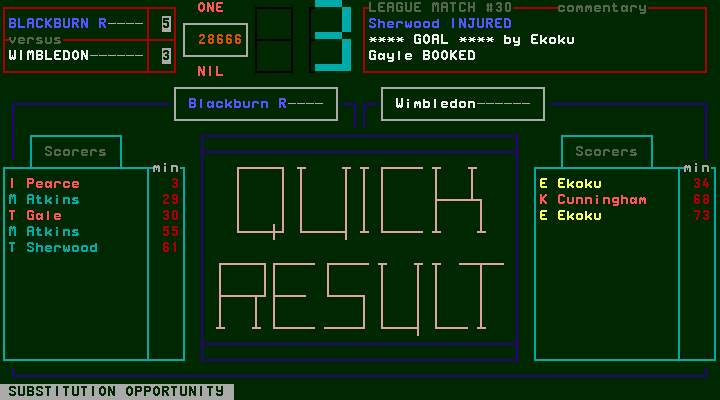 BLACKBURN R---- 5
versus
WIMBLEDON----- 3
ONE
28666
NIL
3
LEAGUE MATCH #30 commentary
Sherwood INJURED
**** GOAL **** by Ekoku
Gayle BOOKED
Blackburn R----
Wimbledon------
Scorers
min
I Pearce 3
M Atkins 29
T Gale 30
M Atkins 55
T Sherwood 61
QUICK
RESULT
Scorers
min
E Ekoku 34
K Cunningham 68
E Ekoku 73
SUBSTITUTION OPPORTUNITY